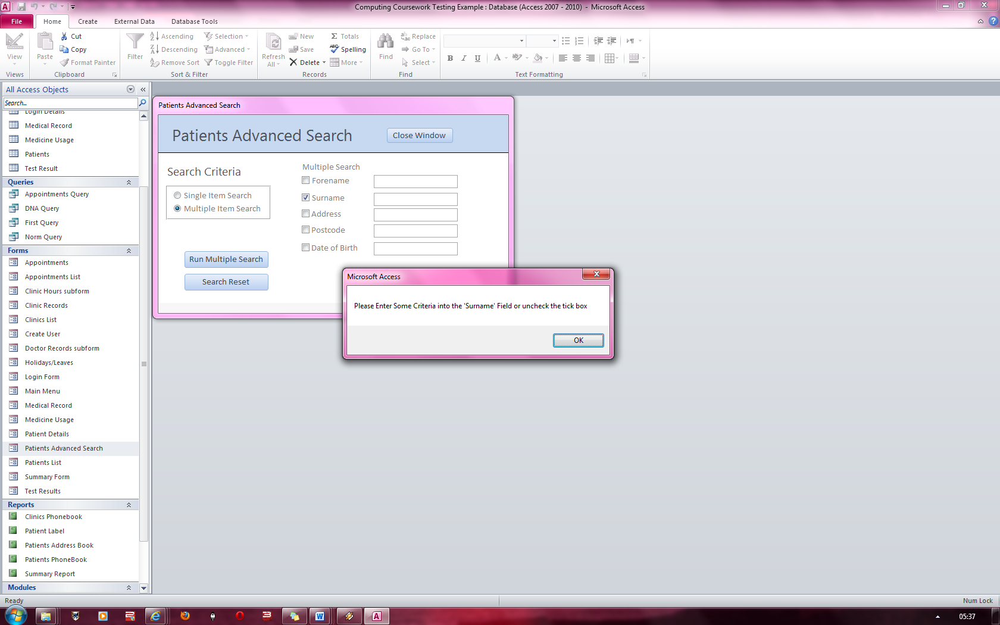 Computing Coursework Testing Example : Database (Access 2007 - 2010) - Microsoft Access
File Home Create External Data Database Tools
View
Views
Paste
Cut
Copy
Format Painter
Clipboard
Filter
Ascending
Descending
Remove Sort
Selection
Advanced
Toggle Filter
Sort & Filter
Refresh All
New
Save
Delete
Totals
Spelling
More
Records
Find
Replace
Go To
Select
Find
B I U A
Text Formatting
All Access Objects
Search...
Login Details
Medical Record
Medicine Usage
Patients
Test Result
Queries
Appointments Query
DNA Query
First Query
Norm Query
Forms
Appointments
Appointments List
Clinic Hours subform
Clinic Records
Clinics List
Create User
Doctor Records subform
Holidays/Leaves
Login Form
Main Menu
Medical Record
Medicine Usage
Patient Details
Patients Advanced Search
Patients List
Summary Form
Test Results
Reports
Clinics Phonebook
Patient Label
Patients Address Book
Patients PhoneBook
Summary Report
Modules
Patients Advanced Search
Patients Advanced Search
Close Window
Search Criteria
Single Item Search
Multiple Item Search
Run Multiple Search
Search Reset
Multiple Search
Forename
Surname
Address
Postcode
Date of Birth
Microsoft Access
Please Enter Some Criteria into the 'Surname' Field or uncheck the tick box
OK
Ready
Num Lock
05:37